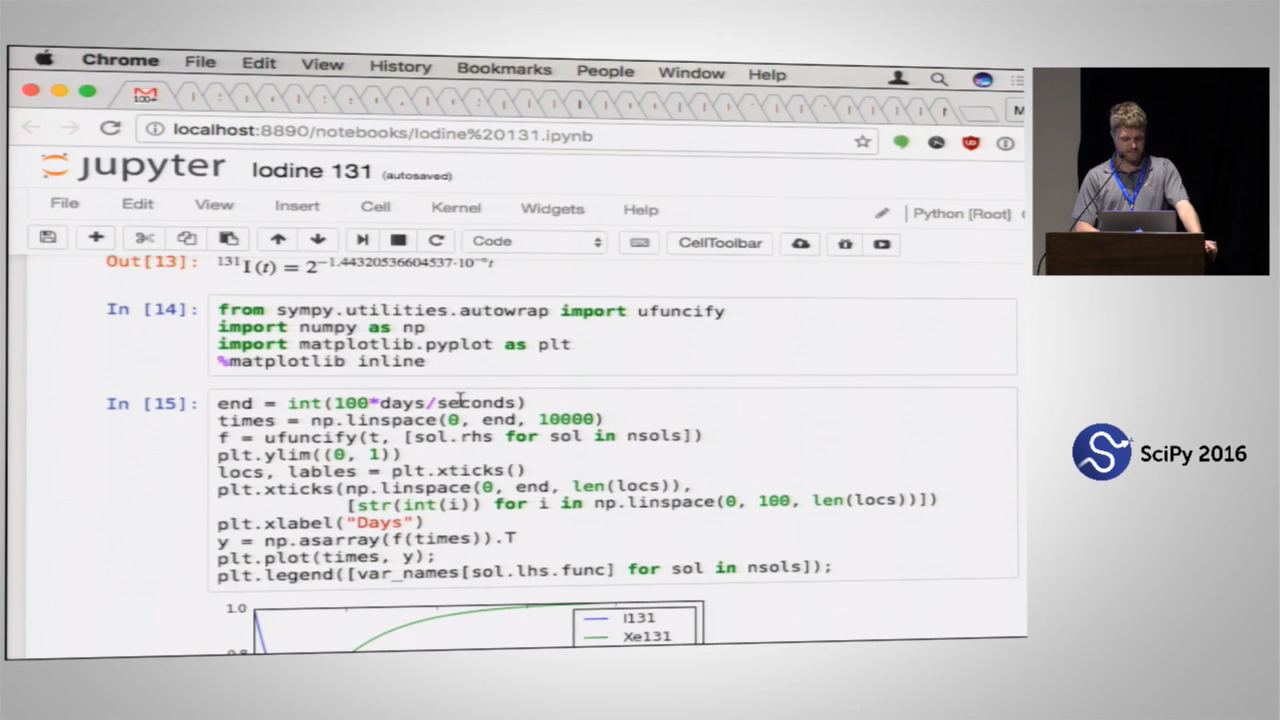 Chrome File Edit View History Bookmarks People Window Help
100+
localhost:8890/notebooks/Iodine%20131.ipynb
jupyter Iodine 131 (autosaved)
File Edit View Insert Cell Kernel Widgets Help
Python [Root]
Code CellToolbar
Out[13]:
In [14]: from sympy.utilities.autowrap import ufuncify
import numpy as np
import matplotlib.pyplot as plt
%matplotlib inline
In [15]: end = int(100*days/seconds)
times = np.linspace(0, end, 10000)
f = ufuncify(t, [sol.rhs for sol in nsols])
plt.ylim((0, 1))
locs, lables = plt.xticks()
plt.xticks(np.linspace(0, end, len(locs)),
[str(int(i)) for i in np.linspace(0, 100, len(locs))])
plt.xlabel("Days")
y = np.asarray(f(times)).T
plt.plot(times, y);
plt.legend([var_names[sol.lhs.func] for sol in nsols]);
1.0
I131
Xe131
SciPy 2016